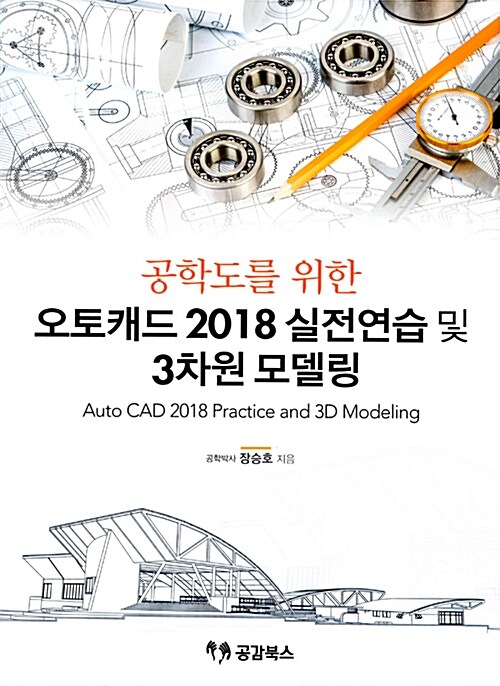 공학도를 위한
오토캐드 2018 실전연습 및
3차원 모델링
Auto CAD 2018 Practice and 3D Modeling
공학박사 장승호 지음
공감북스